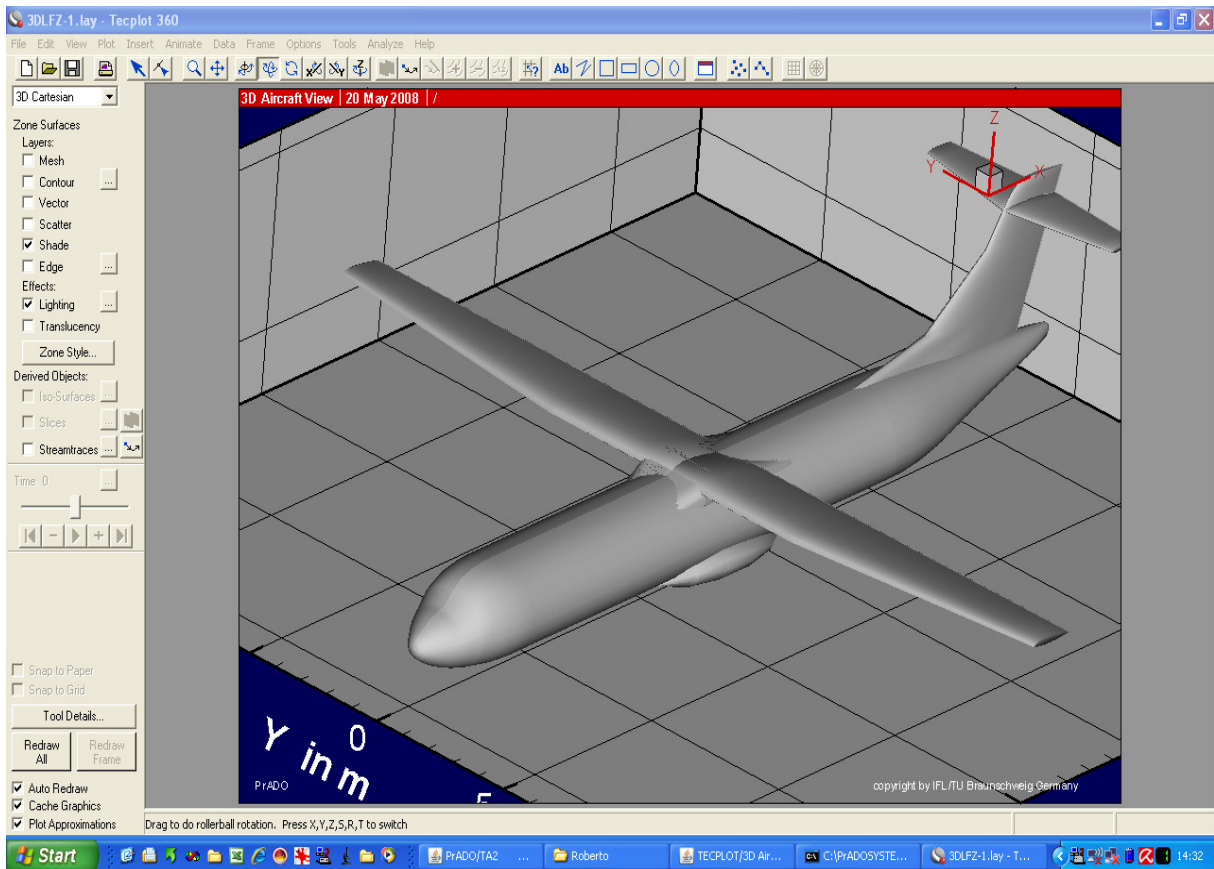 3DLFZ-1.lay - Tecplot 360
File Edit View Plot Insert Animate Data Frame Options Tools Analyze Help
Ab
3D Cartesian
3D Aircraft View | 20 May 2008 | /
Zone Surfaces
Layers:
Mesh
Contour ...
Vector
Scatter
Shade
Edge ...
Effects:
Lighting ...
Translucency
Zone Style...
Derived Objects:
Iso-Surfaces ...
Slices ...
Streamtraces ...
Time 0 ...
Z
Y
X
Snap to Paper
Snap to Grid
Tool Details...
Redraw All
Redraw Frame
Auto Redraw
Cache Graphics
Plot Approximations
Y in m
0
PrADO
copyright by IFL/TU Braunschweig Germany
Drag to do rollerball rotation. Press X,Y,Z,S,R,T to switch
Start
PrADO/TA2 ...
Roberto
TECPLOT/3D Air...
C:\PrADOSYSTE...
3DLFZ-1.lay - T...
14:32